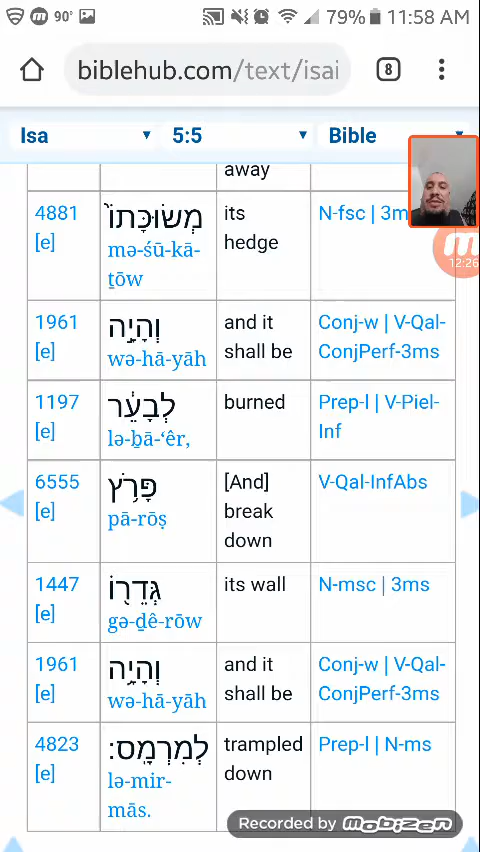 90° 79% 11:58 AM
biblehub.com/text/isai 8
Isa 5:5 Bible
away
4881 מְשׂוּכָּתוֹ֙ its N-fsc | 3m
[e] mə-śū-kā- hedge
ṯōw
12:26
1961 וְהָיָ֣ה and it Conj-w | V-Qal-
[e] wə-hā-yāh shall be ConjPerf-3ms
1197 לְבָעֵ֔ר burned Prep-l | V-Piel-
[e] lə-ḇā-‘êr, Inf
6555 פָּרֹ֥ץ [And] V-Qal-InfAbs
[e] pā-rōṣ break
down
1447 גְּדֵר֖וֹ its wall N-msc | 3ms
[e] gə-ḏê-rōw
1961 וְהָיָ֥ה and it Conj-w | V-Qal-
[e] wə-hā-yāh shall be ConjPerf-3ms
4823 לְמִרְמָֽס׃ trampled Prep-l | N-ms
[e] lə-mir- down
mās.
Recorded by mobizen